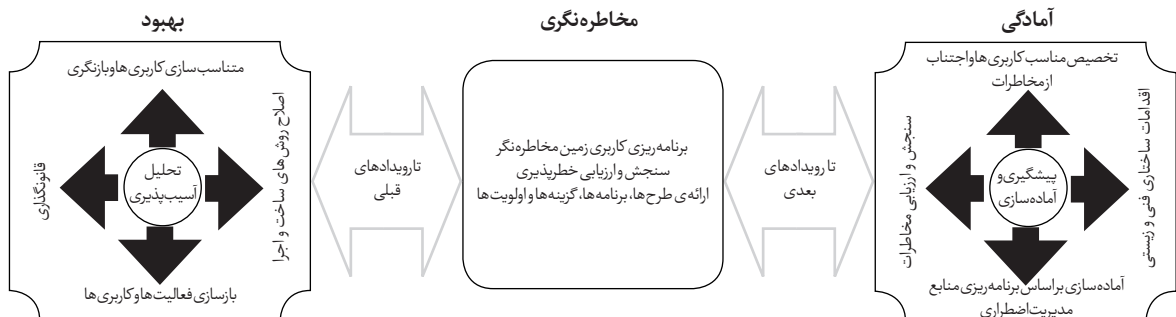 آمادگی
تخصیص مناسب کاربری‌ها و اجتناب
از مخاطرات
اقدامات ساختاری فنی و زیستی
پیشگیری و
آماده‌سازی
سنجش و ارزیابی مخاطرات
آماده‌سازی براساس برنامه‌ریزی منابع
مدیریت اضطراری
تا رویدادهای
بعدی
مخاطره‌نگری
برنامه‌ریزی کاربری زمین مخاطره‌نگر
سنجش و ارزیابی خطرپذیری
ارائه‌ی طرح‌ها، برنامه‌ها، گزینه‌ها و اولویت‌ها
تا رویدادهای
قبلی
بهبود
متناسب‌سازی کاربری‌ها و بازنگری
اصلاح روش‌های ساخت و اجرا
تحلیل
آسیب‌پذیری
قانونگذاری
بازسازی فعالیت‌ها و کاربری‌ها